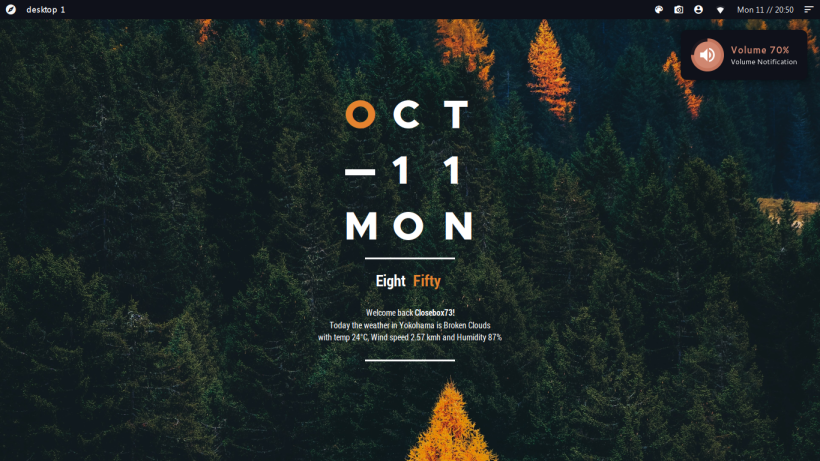 desktop 1
Mon 11 // 20:50
Volume 70%
Volume Notification
OCT
—11
MON
Eight Fifty
Welcome back Closebox73!
Today the weather in Yokohama is Broken Clouds
with temp 24°C, Wind speed 2.57 kmh and Humidity 87%